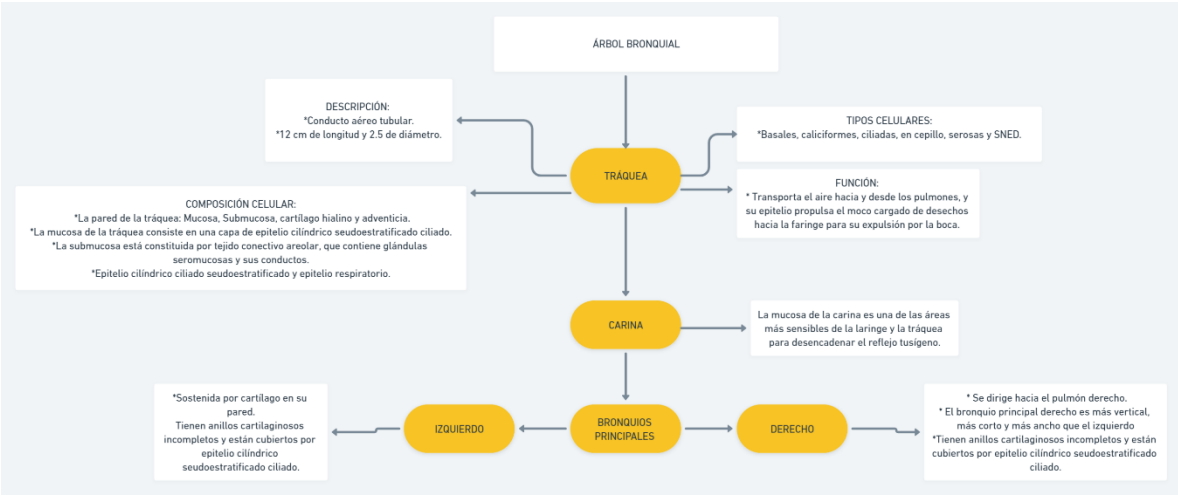 ÁRBOL BRONQUIAL
DESCRIPCIÓN:
*Conducto aéreo tubular.
*12 cm de longitud y 2.5 de diámetro.
TIPOS CELULARES:
*Basales, caliciformes, ciliadas, en cepillo, serosas y SNED.
TRÁQUEA
FUNCIÓN:
* Transporta el aire hacia y desde los pulmones, y
su epitelio propulsa el moco cargado de desechos
hacia la faringe para su expulsión por la boca.
COMPOSICIÓN CELULAR:
*La pared de la tráquea: Mucosa, Submucosa, cartílago hialino y adventicia.
*La mucosa de la tráquea consiste en una capa de epitelio cilíndrico seudoestratificado ciliado.
*La submucosa está constituida por tejido conectivo areolar, que contiene glándulas
seromucosas y sus conductos.
*Epitelio cilíndrico ciliado seudoestratificado y epitelio respiratorio.
CARINA
La mucosa de la carina es una de las áreas
más sensibles de la laringe y la tráquea
para desencadenar el reflejo tusígeno.
*Sostenida por cartílago en su
pared.
Tienen anillos cartilaginosos
incompletos y están cubiertos por
epitelio cilíndrico
seudoestratificado ciliado.
IZQUIERDO
BRONQUIOS
PRINCIPALES
DERECHO
* Se dirige hacia el pulmón derecho.
* El bronquio principal derecho es más vertical,
más corto y más ancho que el izquierdo
*Tienen anillos cartilaginosos incompletos y están
cubiertos por epitelio cilíndrico seudoestratificado
ciliado.